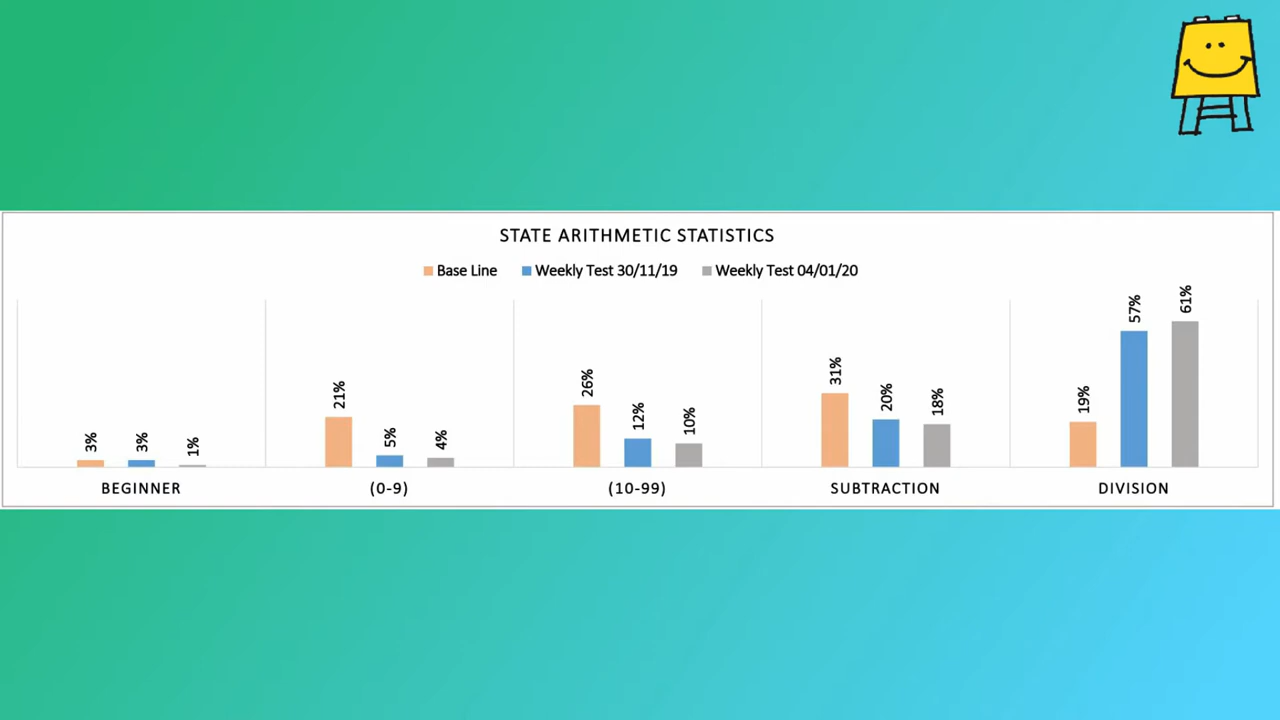 STATE ARITHMETIC STATISTICS
Base Line Weekly Test 30/11/19 Weekly Test 04/01/20
3% 3% 1% 21% 5% 4% 26% 12% 10% 31% 20% 18% 19% 57% 61%
BEGINNER (0-9) (10-99) SUBTRACTION DIVISION